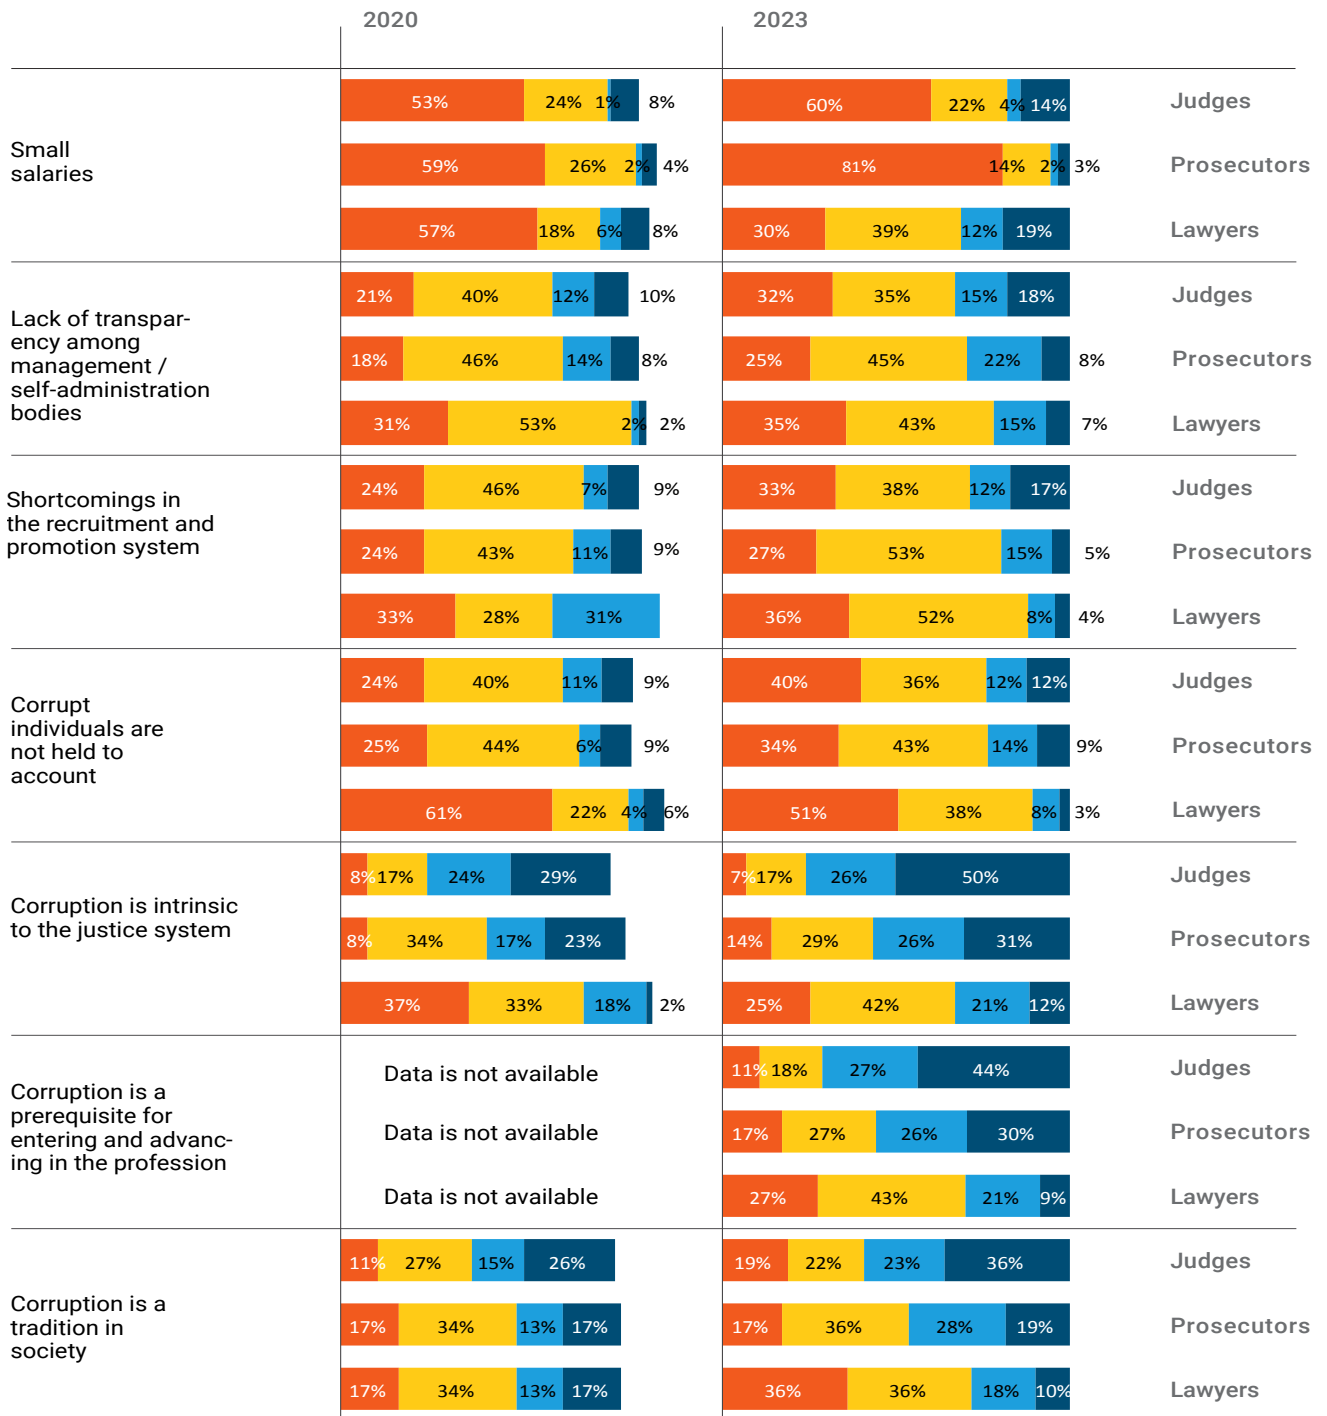 2020 2023
53% 24% 1% 8% 60% 22% 4% 14% Judges
Small
salaries
59% 26% 2% 4% 81% 14% 2% 3% Prosecutors
57% 18% 6% 8% 30% 39% 12% 19% Lawyers
21% 40% 12% 10% 32% 35% 15% 18% Judges
Lack of transpar-
ency among
management /
self-administration
bodies
18% 46% 14% 8% 25% 45% 22% 8% Prosecutors
31% 53% 2% 2% 35% 43% 15% 7% Lawyers
24% 46% 7% 9% 33% 38% 12% 17% Judges
Shortcomings in
the recruitment and
promotion system
24% 43% 11% 9% 27% 53% 15% 5% Prosecutors
33% 28% 31% 36% 52% 8% 4% Lawyers
24% 40% 11% 9% 40% 36% 12% 12% Judges
Corrupt
individuals are
not held to
account
25% 44% 6% 9% 34% 43% 14% 9% Prosecutors
61% 22% 4% 6% 51% 38% 8% 3% Lawyers
8% 17% 24% 29% 7% 17% 26% 50% Judges
Corruption is intrinsic
to the justice system
8% 34% 17% 23% 14% 29% 26% 31% Prosecutors
37% 33% 18% 2% 25% 42% 21% 12% Lawyers
Data is not available 11% 18% 27% 44% Judges
Corruption is a
prerequisite for
entering and advanc-
ing in the profession
Data is not available 17% 27% 26% 30% Prosecutors
Data is not available 27% 43% 21% 9% Lawyers
11% 27% 15% 26% 19% 22% 23% 36% Judges
Corruption is a
tradition in
society
17% 34% 13% 17% 17% 36% 28% 19% Prosecutors
17% 34% 13% 17% 36% 36% 18% 10% Lawyers